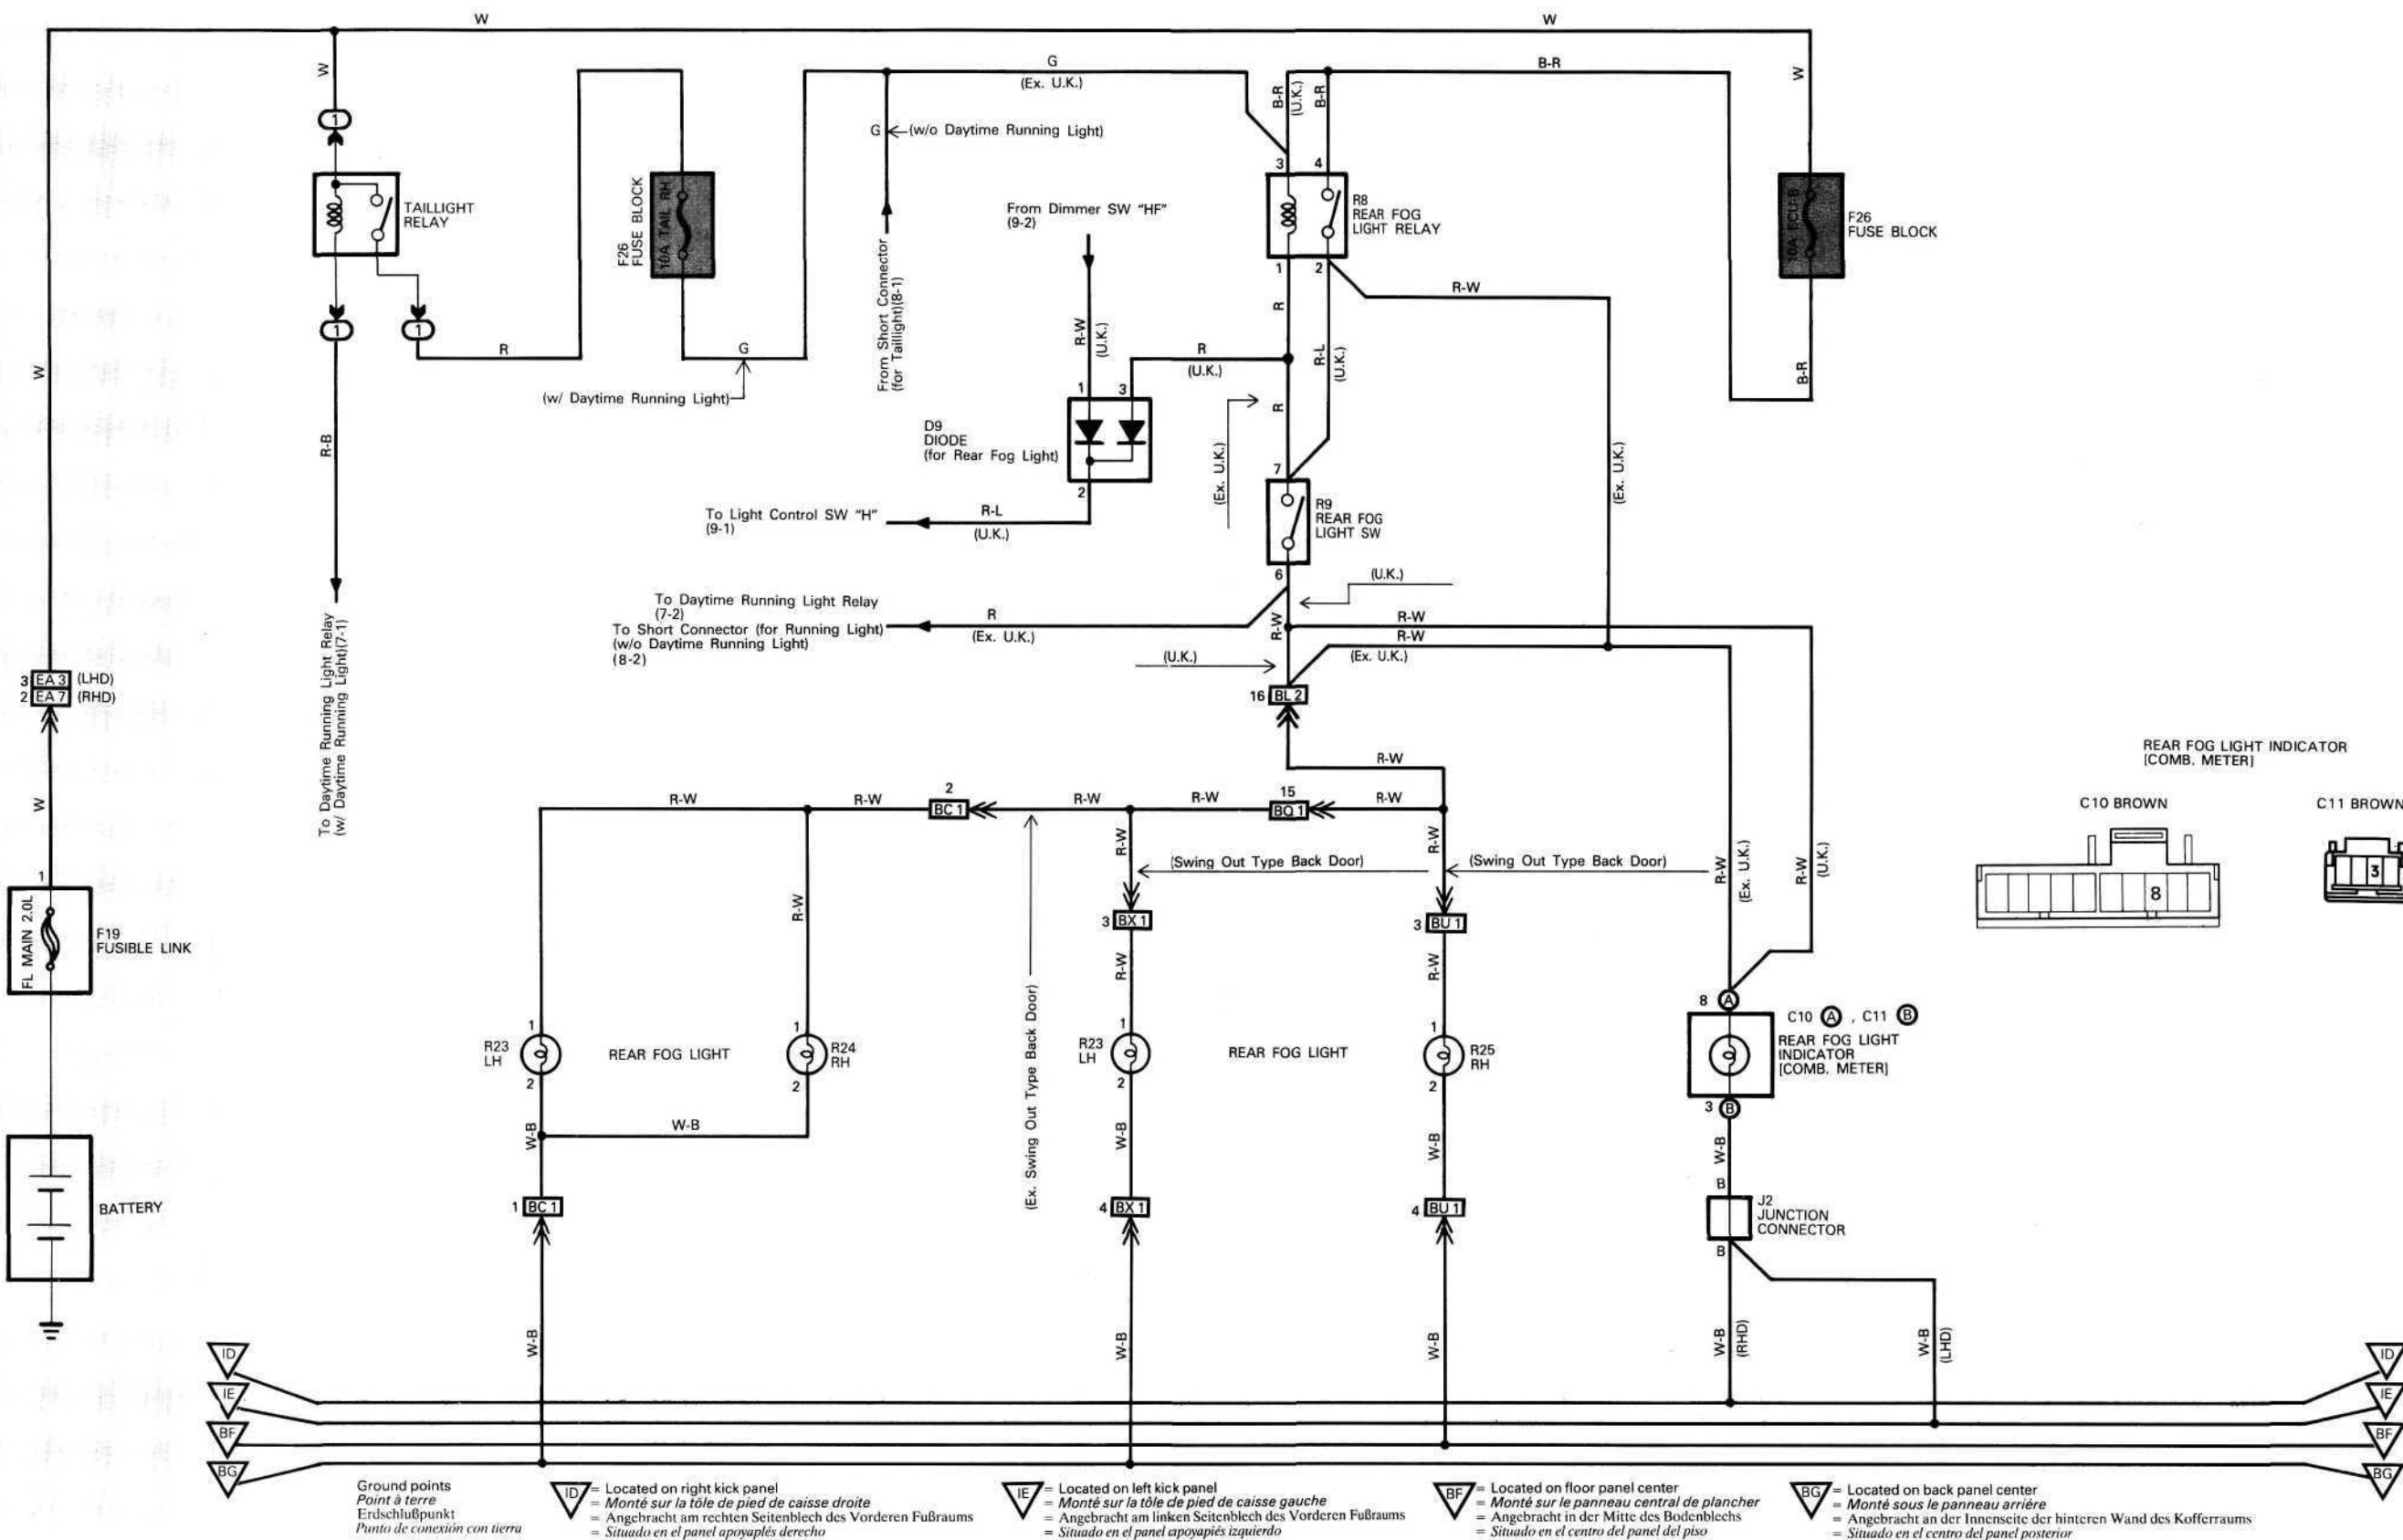 W
W
W
W
G
(Ex. U.K.)
B-R
(U.K.)
B-R
B-R
W
1
G
(w/o Daytime Running Light)
TAILLIGHT
RELAY
F26
FUSE BLOCK
10A TAIL RH
From Short Connector
(for Taillight)(8-1)
From Dimmer SW "HF"
(9-2)
3
4
R8
REAR FOG
LIGHT RELAY
1
2
10A ECU-B
F26
FUSE BLOCK
1
1
R
G
(w/ Daytime Running Light)
R-B
R-W
(U.K.)
R
R
(U.K.)
R-L
(U.K.)
R-W
B-R
1
3
D9
DIODE
(for Rear Fog Light)
2
R
(Ex. U.K.)
(Ex. U.K.)
7
To Light Control SW "H"
(9-1)
R-L
(U.K.)
R9
REAR FOG
LIGHT SW
6
(U.K.)
To Daytime Running Light Relay
(7-2)
To Short Connector (for Running Light)
(w/o Daytime Running Light)
(8-2)
R
(Ex. U.K.)
R-W
R-W
R-W
(Ex. U.K.)
(U.K.)
16 BL 2
3 EA 3 (LHD)
2 EA 7 (RHD)
To Daytime Running Light Relay
(w/ Daytime Running Light)(7-1)
W
REAR FOG LIGHT INDICATOR
[COMB. METER]
C10 BROWN
C11 BROWN
8
3
R-W
R-W
R-W
2
BC 1
R-W
R-W
15
BQ 1
R-W
R-W
R-W
R-W
(Swing Out Type Back Door)
(Swing Out Type Back Door)
R-W
(Ex. U.K.)
R-W
(U.K.)
1
FL MAIN 2.0L
F19
FUSIBLE LINK
3 BX 1
3 BU 1
R-W
R-W
(Ex. Swing Out Type Back Door)
8 A
C10 A , C11 B
REAR FOG LIGHT
INDICATOR
[COMB. METER]
3 B
1
R23
LH
2
REAR FOG LIGHT
1
R24
RH
2
1
R23
LH
2
REAR FOG LIGHT
1
R25
RH
2
W-B
W-B
W-B
W-B
W-B
BATTERY
1 BC 1
4 BX 1
4 BU 1
B
J2
JUNCTION
CONNECTOR
B
W-B
W-B
W-B
W-B
(RHD)
W-B
(LHD)
ID
IE
BF
BG
ID
IE
BF
BG
Ground points
Point à terre
Erdschlußpunkt
Punto de conexión con tierra
ID = Located on right kick panel
= Monté sur la tôle de pied de caisse droite
= Angebracht am rechten Seitenblech des Vorderen Fußraums
= Situado en el panel apoyapiés derecho
IE = Located on left kick panel
= Monté sur la tôle de pied de caisse gauche
= Angebracht am linken Seitenblech des Vorderen Fußraums
= Situado en el panel apoyapiés izquierdo
BF = Located on floor panel center
= Monté sur le panneau central de plancher
= Angebracht in der Mitte des Bodenblechs
= Situado en el centro del panel del piso
BG = Located on back panel center
= Monté sous le panneau arriére
= Angebracht an der Innenseite der hinteren Wand des Kofferraums
= Situado en el centro del panel posterior